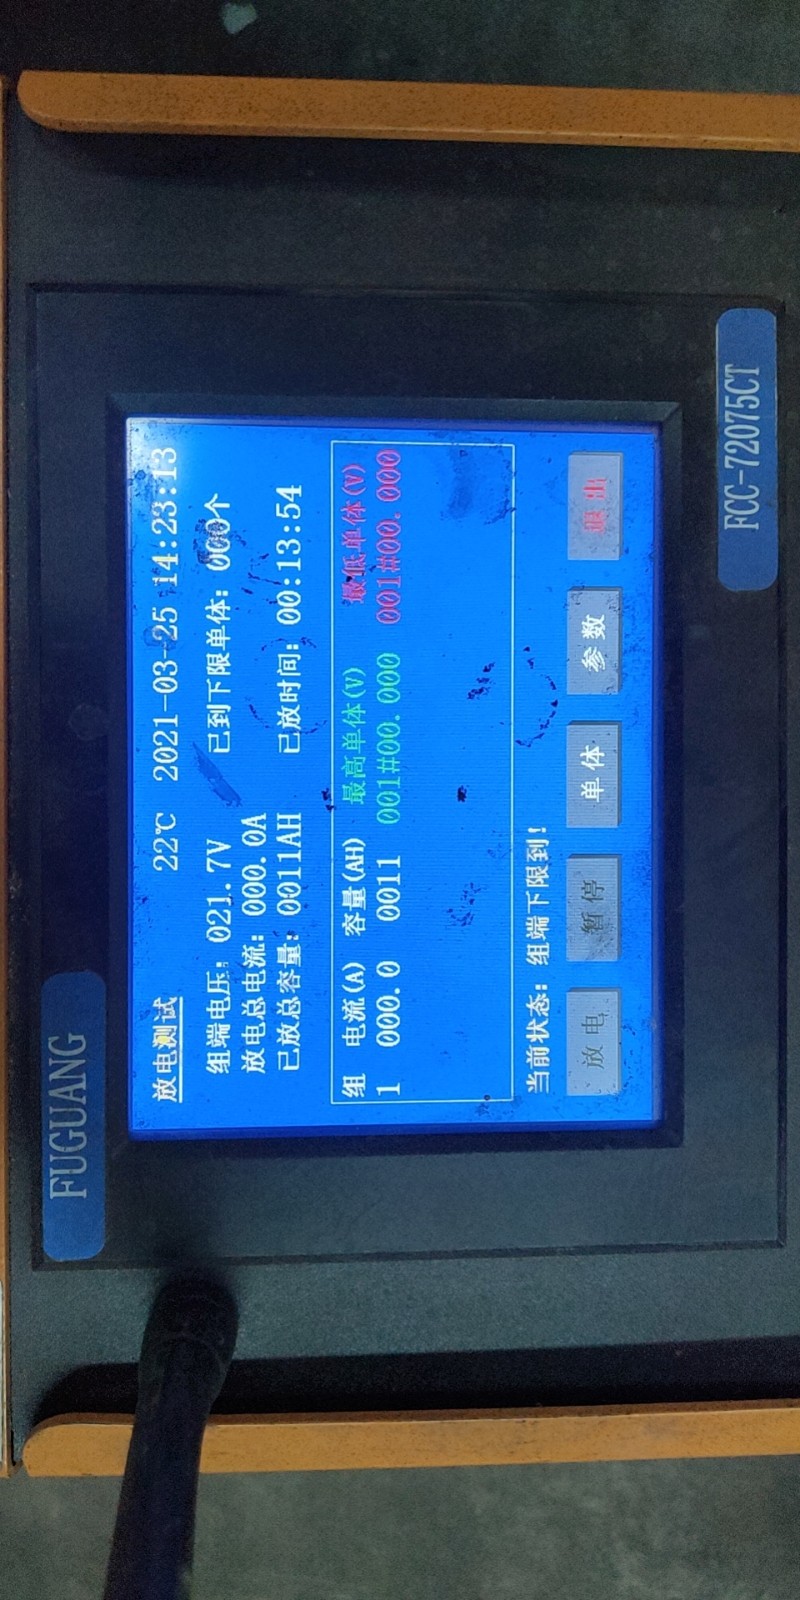 FUGUANG
放电测试 22℃ 2021-03-25 14:23:13
组端电压: 021.7V 已到下限单体: 000个
放电总电流: 000.0A
已放总容量: 0011AH 已放时间: 00:13:54
组 电流(A) 容量(AH) 最高单体(V) 最低单体(V)
1 000.0 0011 001#00.000 001#00.000
当前状态: 组端下限到!
放电 暂停 单体 参数 退出
FCC-72075CT